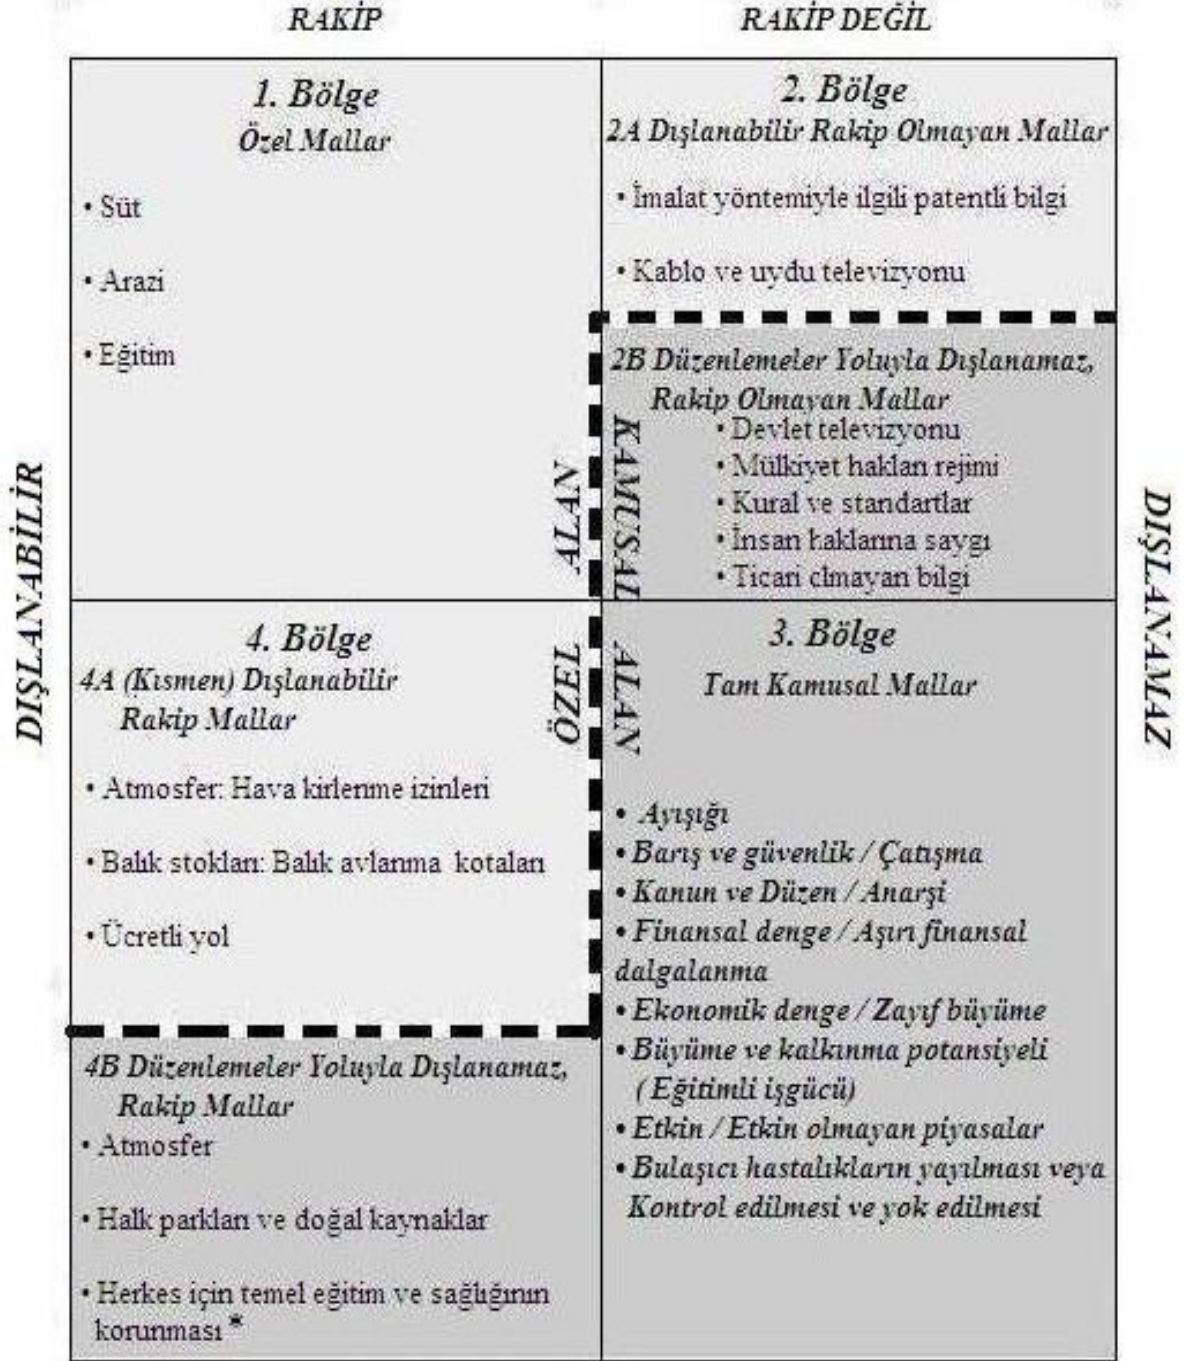 RAKİP
RAKİP DEĞİL
1. Bölge
Özel Mallar
• Süt
• Arazi
• Eğitim
2. Bölge
2A Dışlanabilir Rakip Olmayan Mallar
• İmalat yöntemiyle ilgili patentli bilgi
• Kablo ve uydu televizyonu
2B Düzenlemeler Yoluyla Dışlanamaz,
Rakip Olmayan Mallar
• Devlet televizyonu
• Mülkiyet hakları rejimi
• Kural ve standartlar
• İnsan haklarına saygı
• Ticari olmayan bilgi
DIŞLANABİLİR
ÖZEL ALAN
KAMUSAL ALAN
DIŞLANAMAZ
4. Bölge
4A (Kısmen) Dışlanabilir
Rakip Mallar
• Atmosfer: Hava kirlenme izinleri
• Balık stokları: Balık avlanma kotaları
• Ücretli yol
4B Düzenlemeler Yoluyla Dışlanamaz,
Rakip Mallar
• Atmosfer
• Halk parkları ve doğal kaynaklar
• Herkes için temel eğitim ve sağlığının
korunması *
3. Bölge
Tam Kamusal Mallar
• Ayışığı
• Barış ve güvenlik / Çatışma
• Kanun ve Düzen / Anarşi
• Finansal denge / Aşırı finansal
dalgalanma
• Ekonomik denge / Zayıf büyüme
• Büyüme ve kalkınma potansiyeli
( Eğitimli işgücü)
• Etkin / Etkin olmayan piyasalar
• Bulaşıcı hastalıkların yayılması veya
Kontrol edilmesi ve yok edilmesi